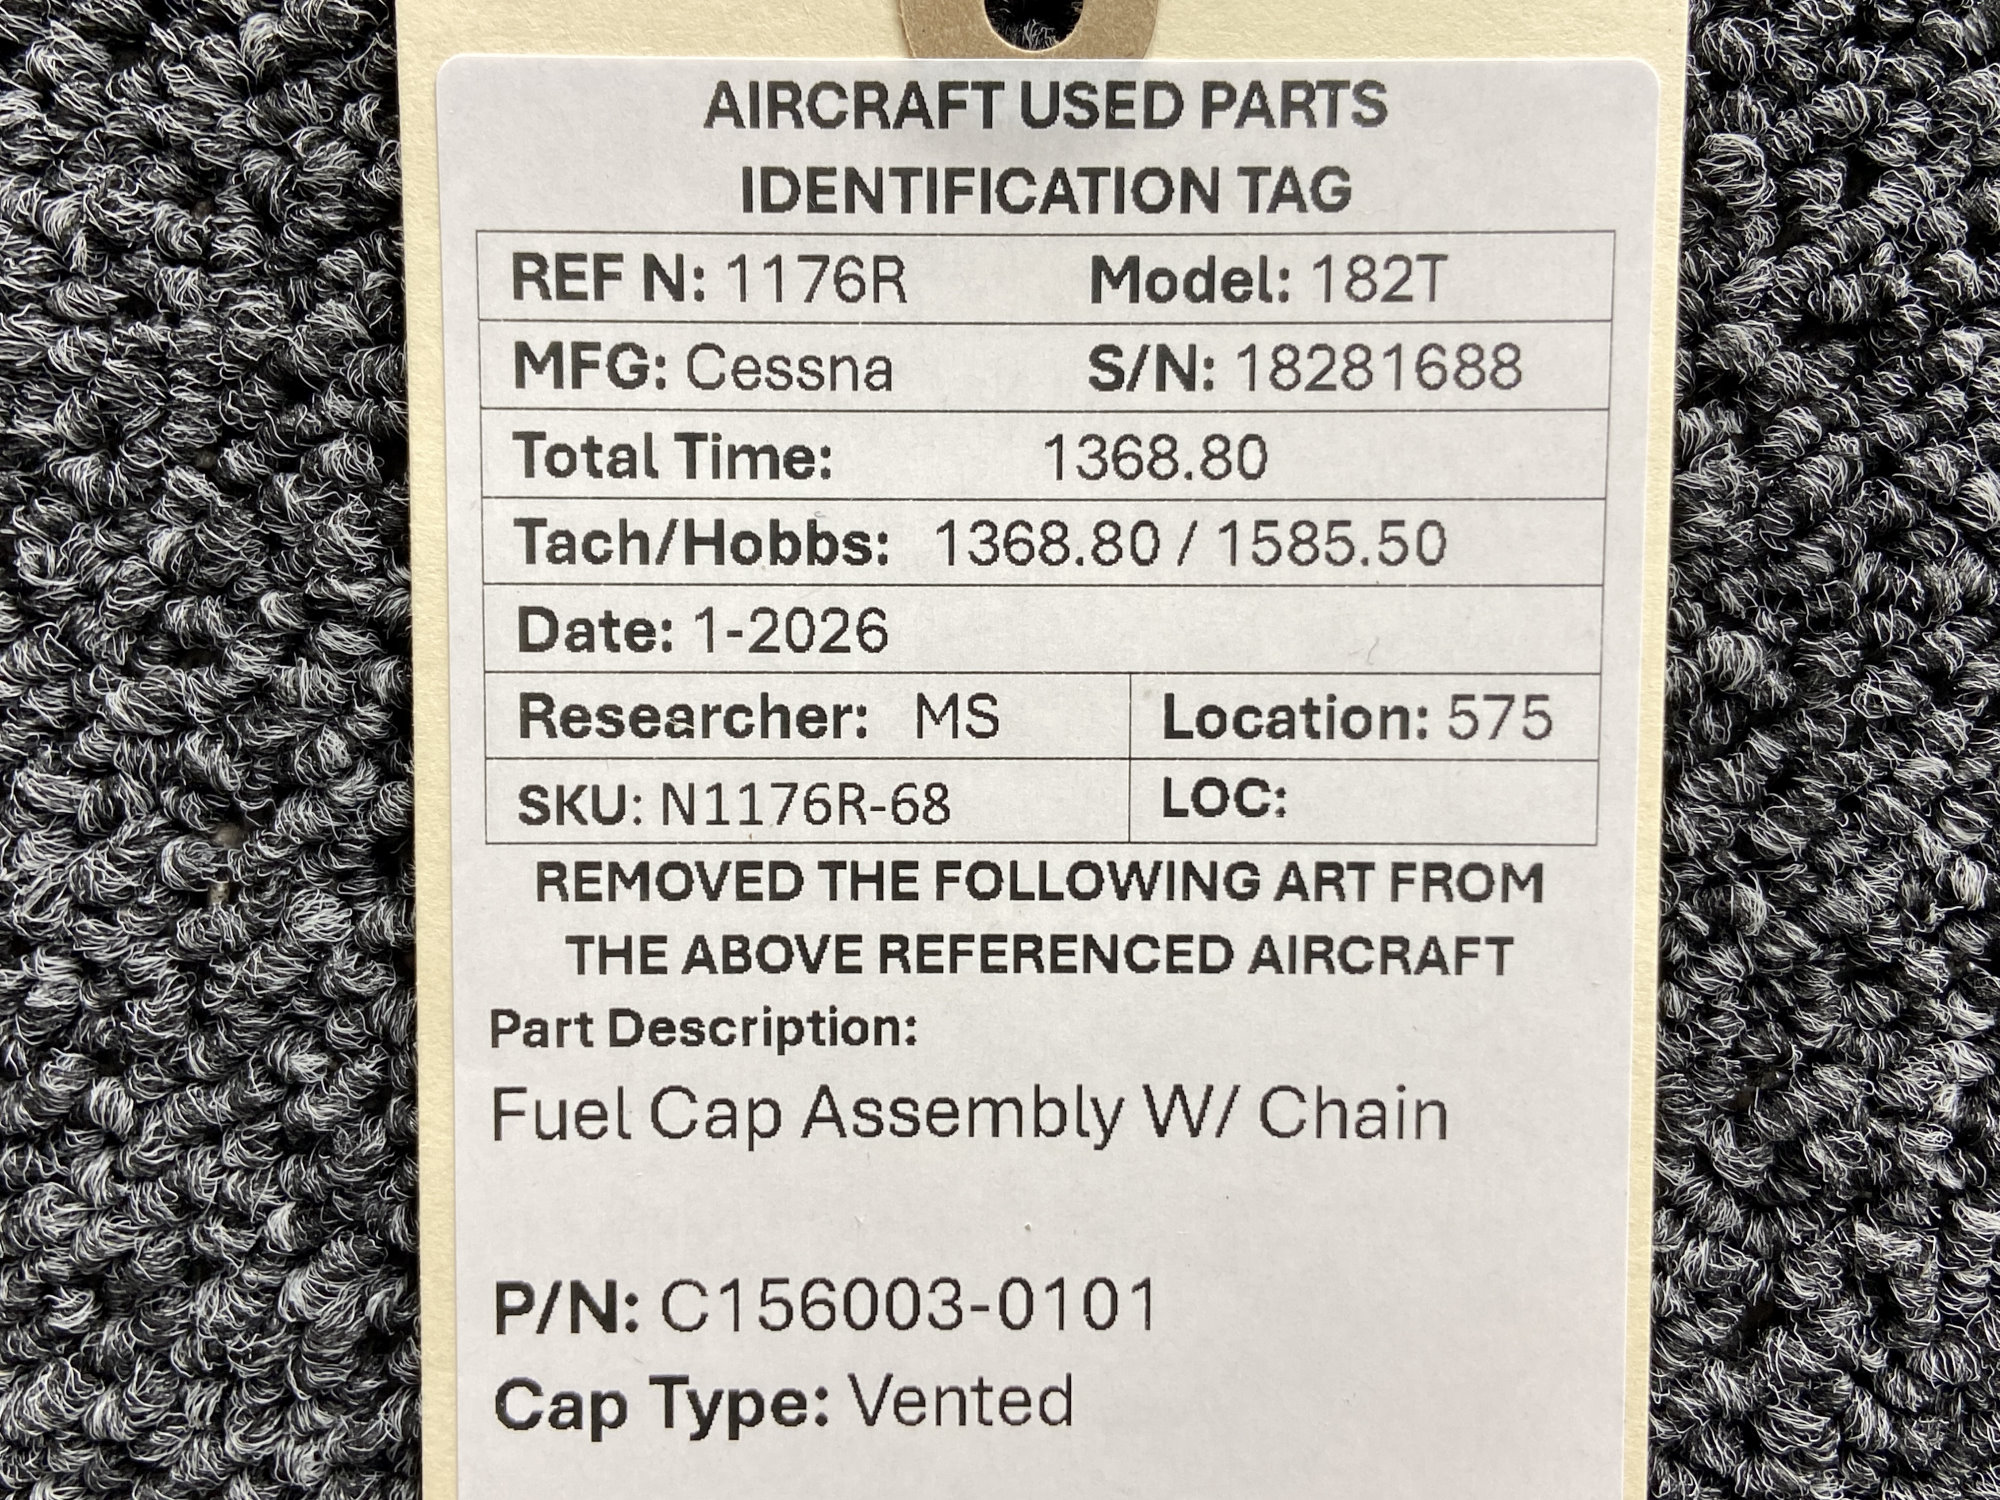 AIRCRAFT USED PARTS
IDENTIFICATION TAG
REF N: 1176R Model: 182T
MFG: Cessna S/N: 18281688
Total Time: 1368.80
Tach/Hobbs: 1368.80 / 1585.50
Date: 1-2026
Researcher: MS Location: 575
SKU: N1176R-68 LOC:
REMOVED THE FOLLOWING ART FROM
THE ABOVE REFERENCED AIRCRAFT
Part Description:
Fuel Cap Assembly W/ Chain
P/N: C156003-0101
Cap Type: Vented